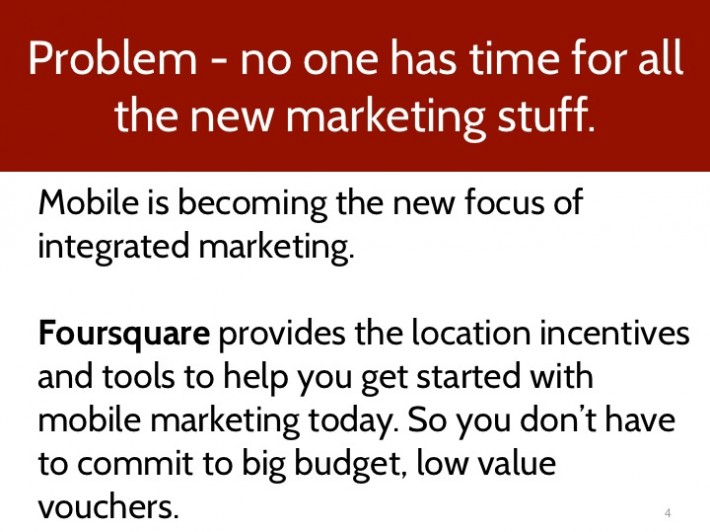 Problem - no one has time for all
the new marketing stuff.
Mobile is becoming the new focus of
integrated marketing.
Foursquare provides the location incentives
and tools to help you get started with
mobile marketing today. So you don’t have
to commit to big budget, low value
vouchers.
4